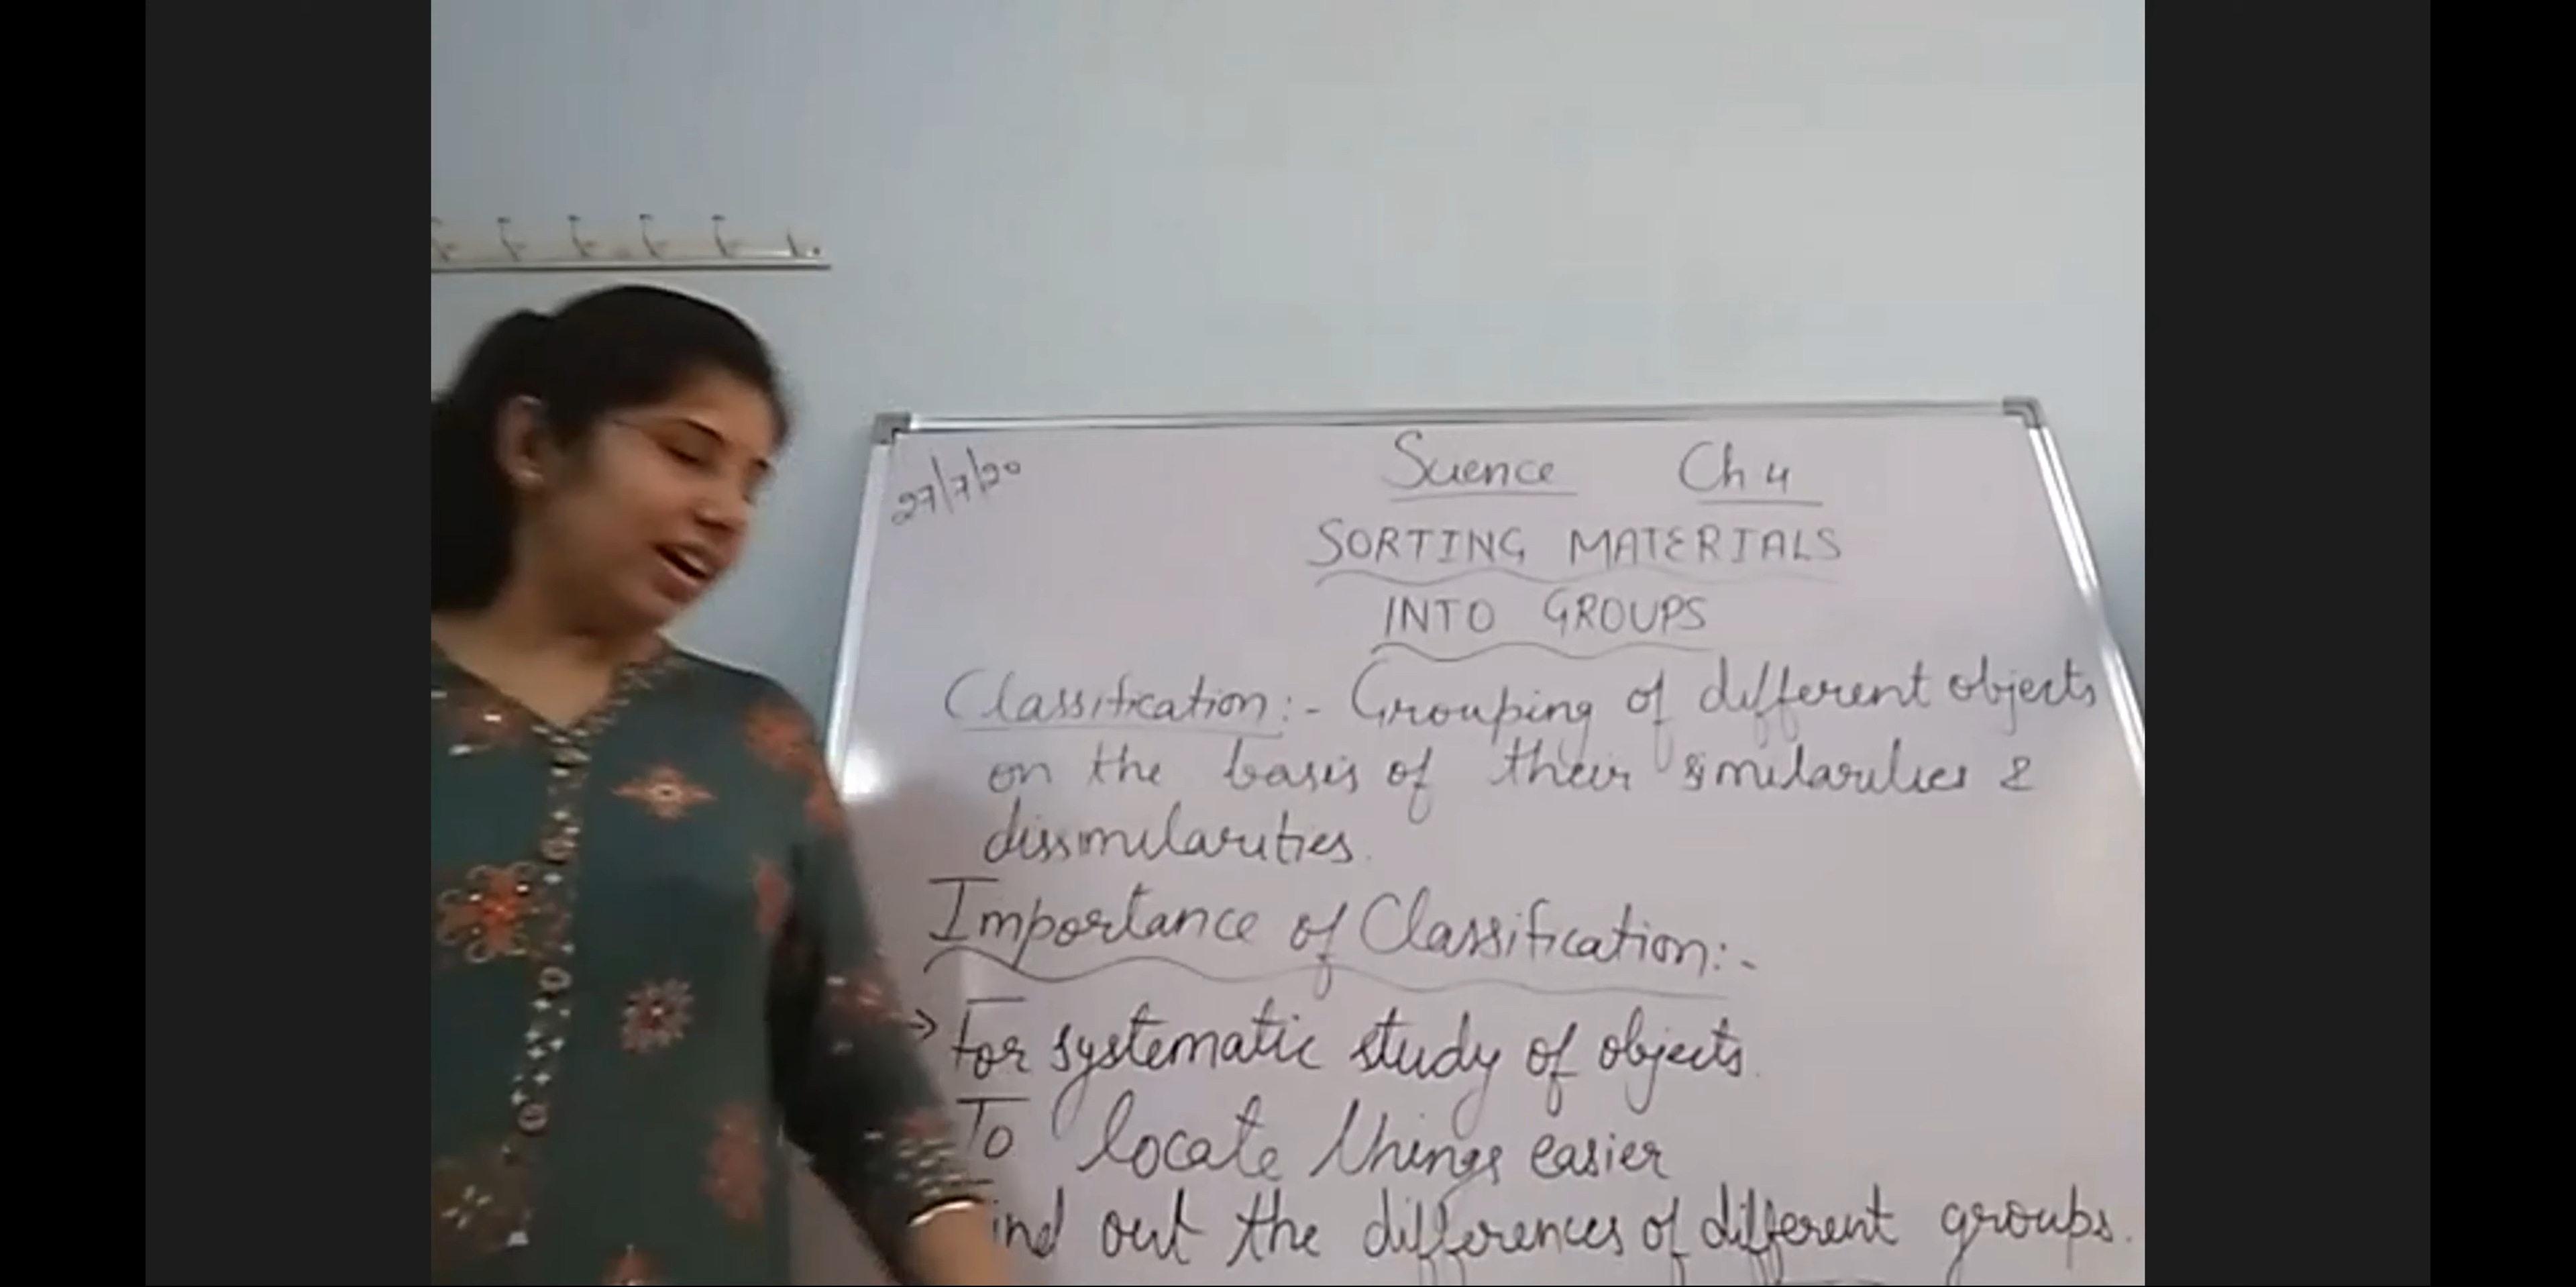 27/7/20
Science Ch 4
SORTING MATERIALS
INTO GROUPS
Classification:- Grouping of different objects
on the basis of their similarities &
dissimilarities.
Importance of Classification:-
→ For systematic study of objects.
To locate things easier
ind out the differences of different groups.